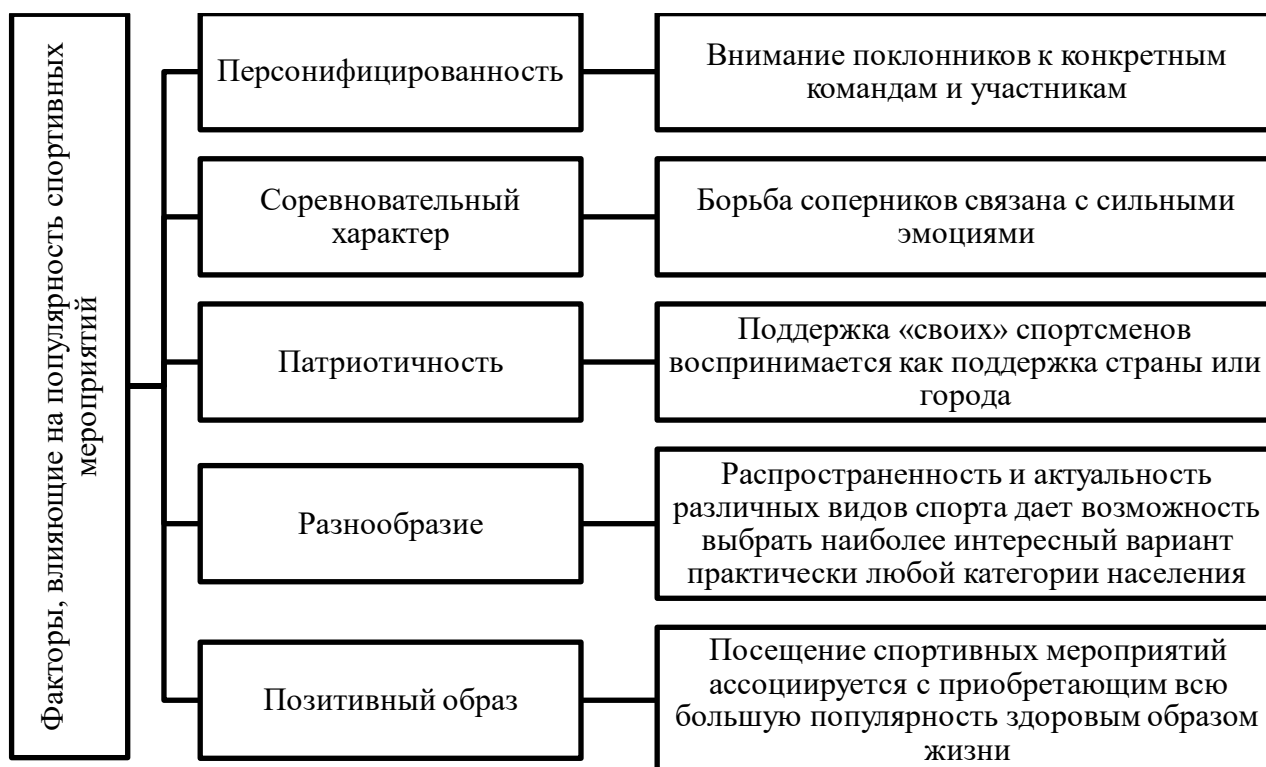 Факторы, влияющие на популярность спортивных
мероприятий
Персонифицированность
Внимание поклонников к конкретным
командам и участникам
Соревновательный
характер
Борьба соперников связана с сильными
эмоциями
Патриотичность
Поддержка «своих» спортсменов
воспринимается как поддержка страны или
города
Разнообразие
Распространенность и актуальность
различных видов спорта дает возможность
выбрать наиболее интересный вариант
практически любой категории населения
Позитивный образ
Посещение спортивных мероприятий
ассоциируется с приобретающим всю
большую популярность здоровым образом
жизни